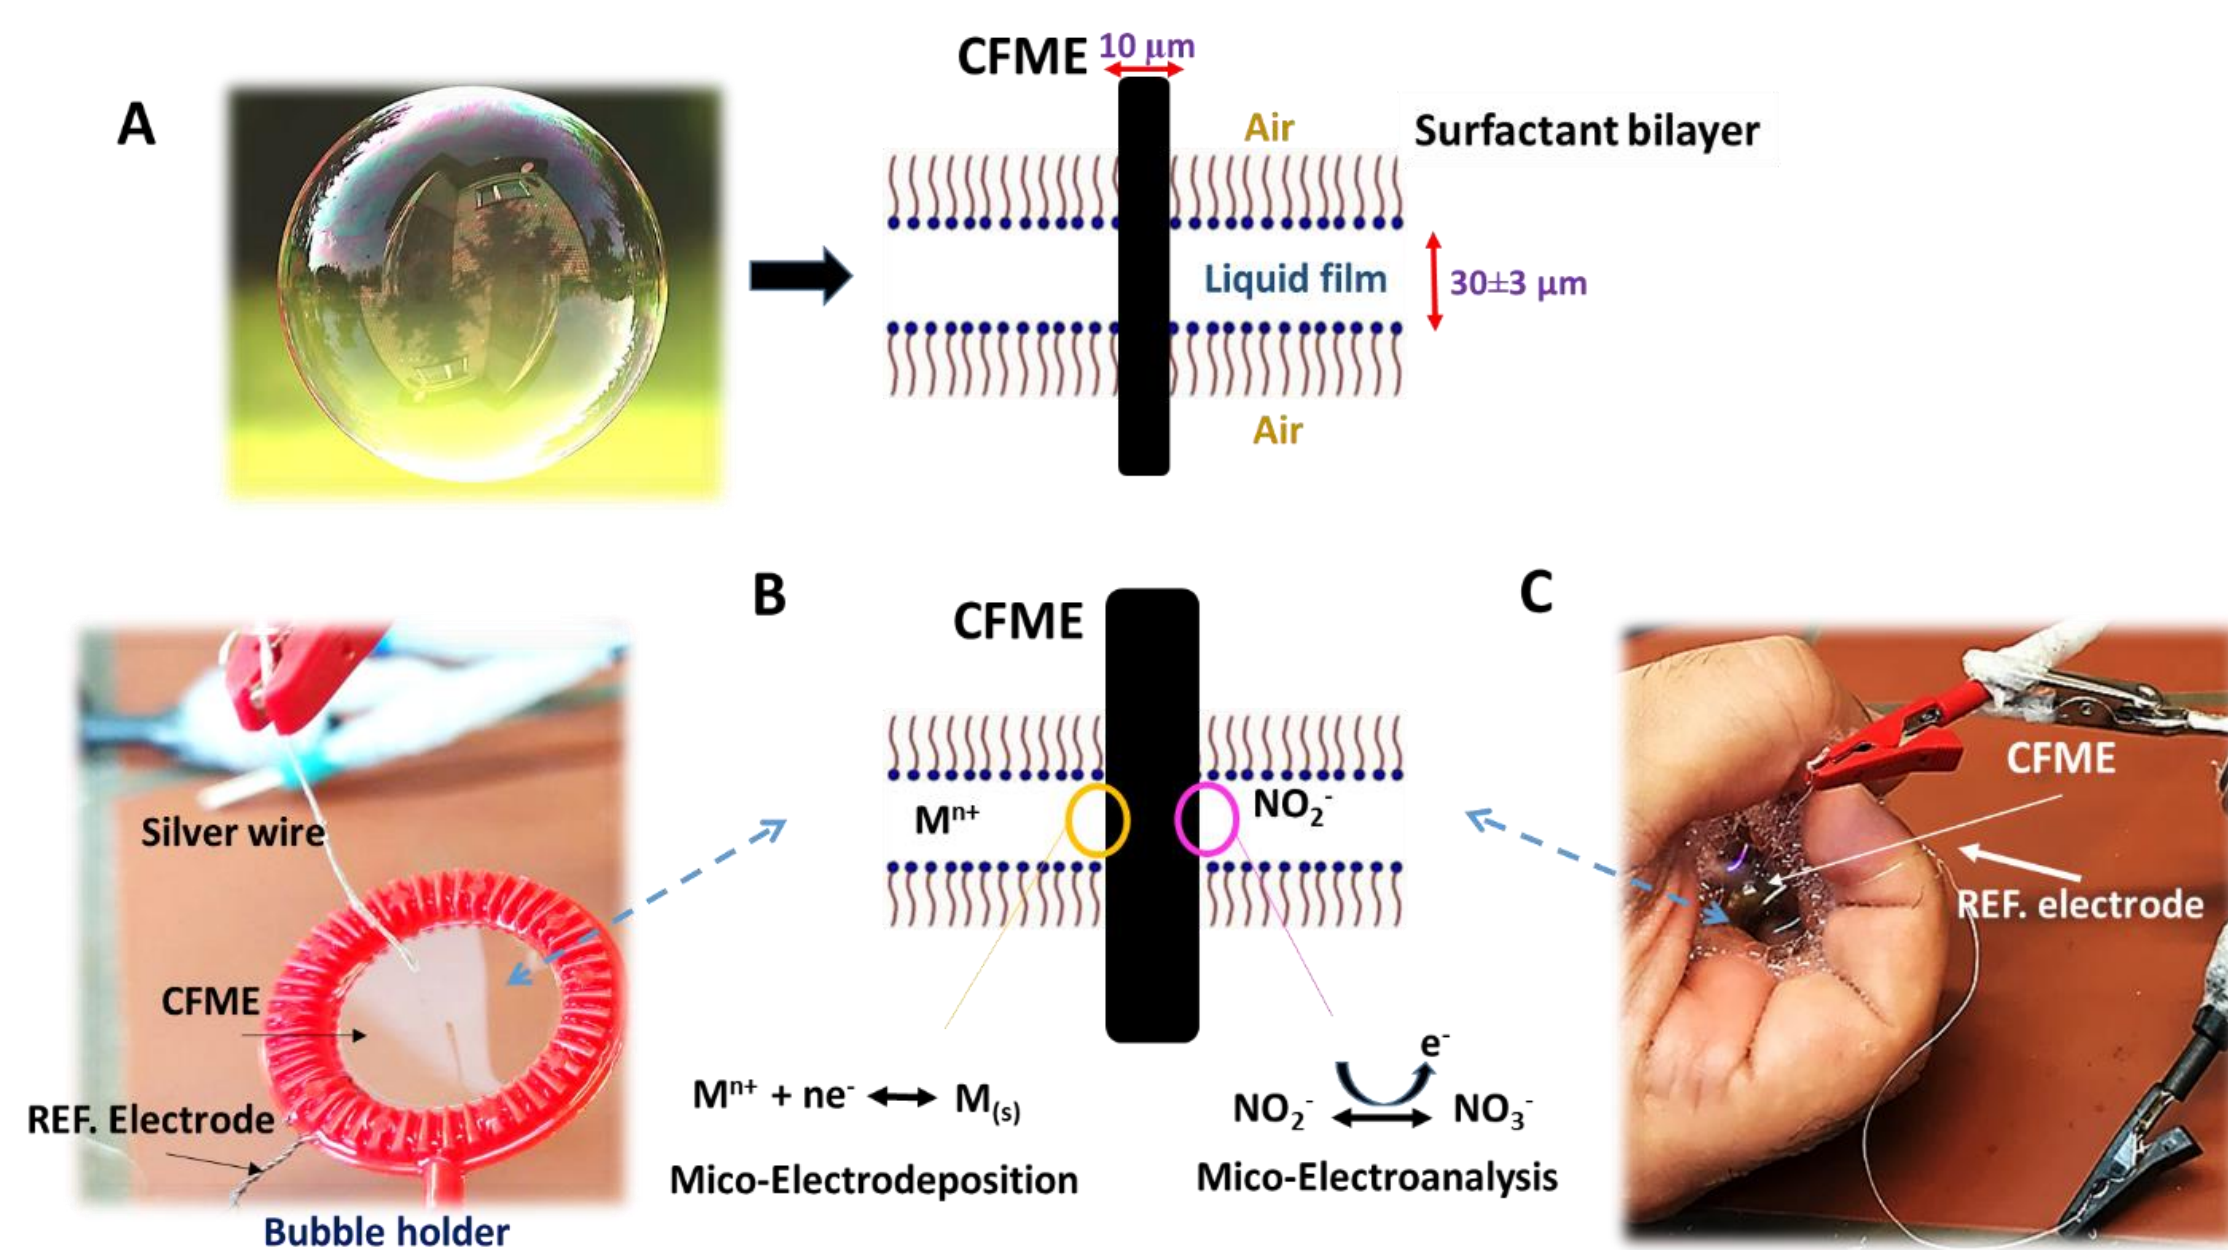 A
CFME 10 µm
Air
Surfactant bilayer
Liquid film
30±3 µm
Air
B
CFME
Mⁿ⁺
NO₂⁻
Silver wire
CFME
REF. Electrode
Bubble holder
Mⁿ⁺ + ne⁻ ↔ M₍s₎
Mico-Electrodeposition
e⁻
NO₂⁻ ↔ NO₃⁻
Mico-Electroanalysis
C
CFME
REF. electrode